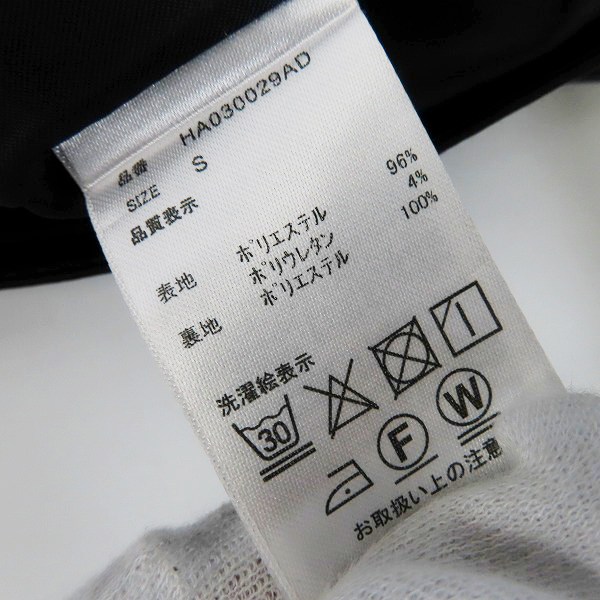 品番 HA030029AD
SIZE S
品質表示
表地 ポリエステル 96%
ポリウレタン 4%
裏地 ポリエステル 100%
洗濯絵表示
30
F W
お取扱い上の注意